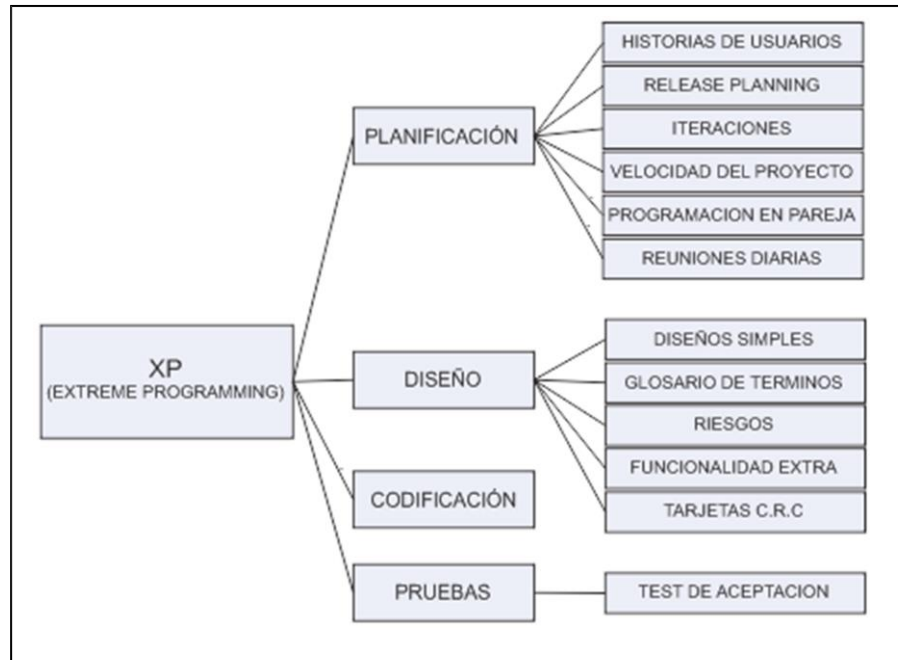 XP
(EXTREME PROGRAMMING)
PLANIFICACIÓN
HISTORIAS DE USUARIOS
RELEASE PLANNING
ITERACIONES
VELOCIDAD DEL PROYECTO
PROGRAMACION EN PAREJA
REUNIONES DIARIAS
DISEÑO
DISEÑOS SIMPLES
GLOSARIO DE TERMINOS
RIESGOS
FUNCIONALIDAD EXTRA
TARJETAS C.R.C
CODIFICACIÓN
PRUEBAS
TEST DE ACEPTACION